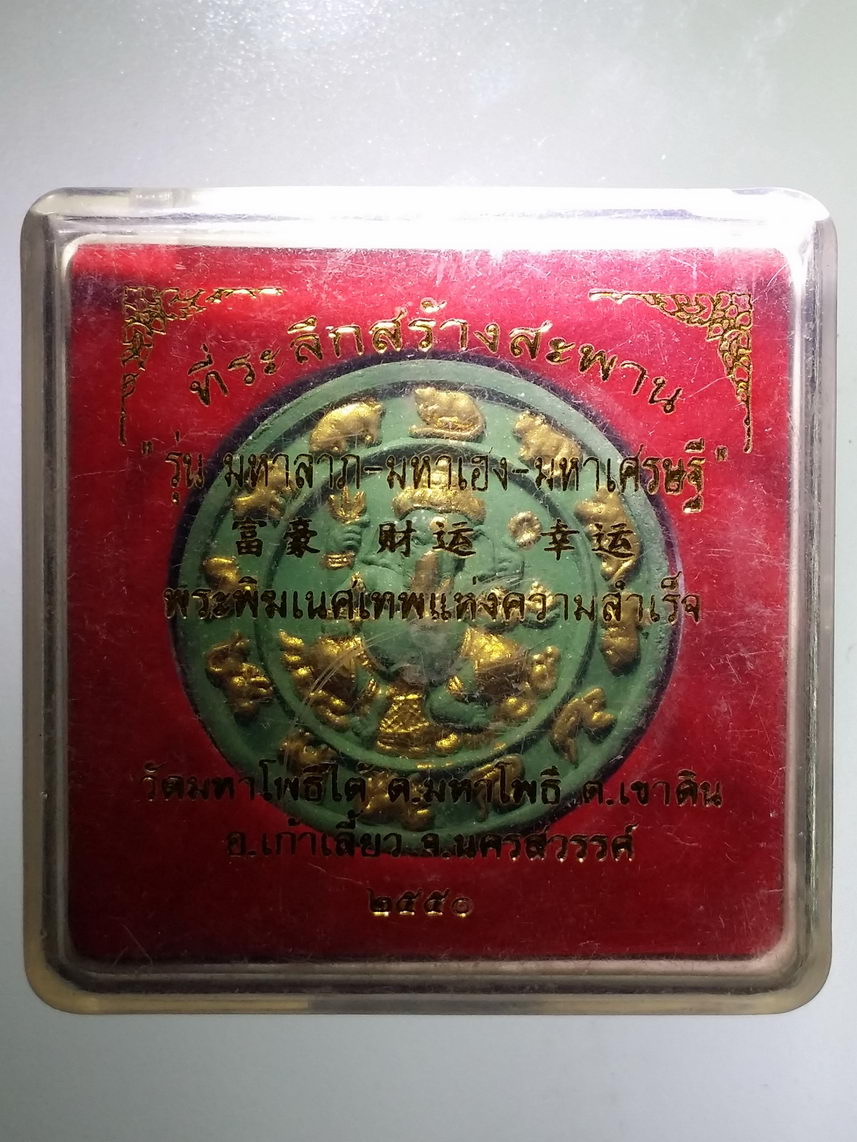 ที่ระลึกสร้างสะพาน
"รุ่น มหาลาภ-มหาเฮง-มหาเศรษฐี"
富豪 财运 幸运
พระพิฆเนศเทพแห่งความสำเร็จ
วัดมหาโพธิใต้ ต.มหาโพธิ ต.เขาดิน
อ.เก้าเลี้ยว จ.นครสวรรค์
๒๕๕๑